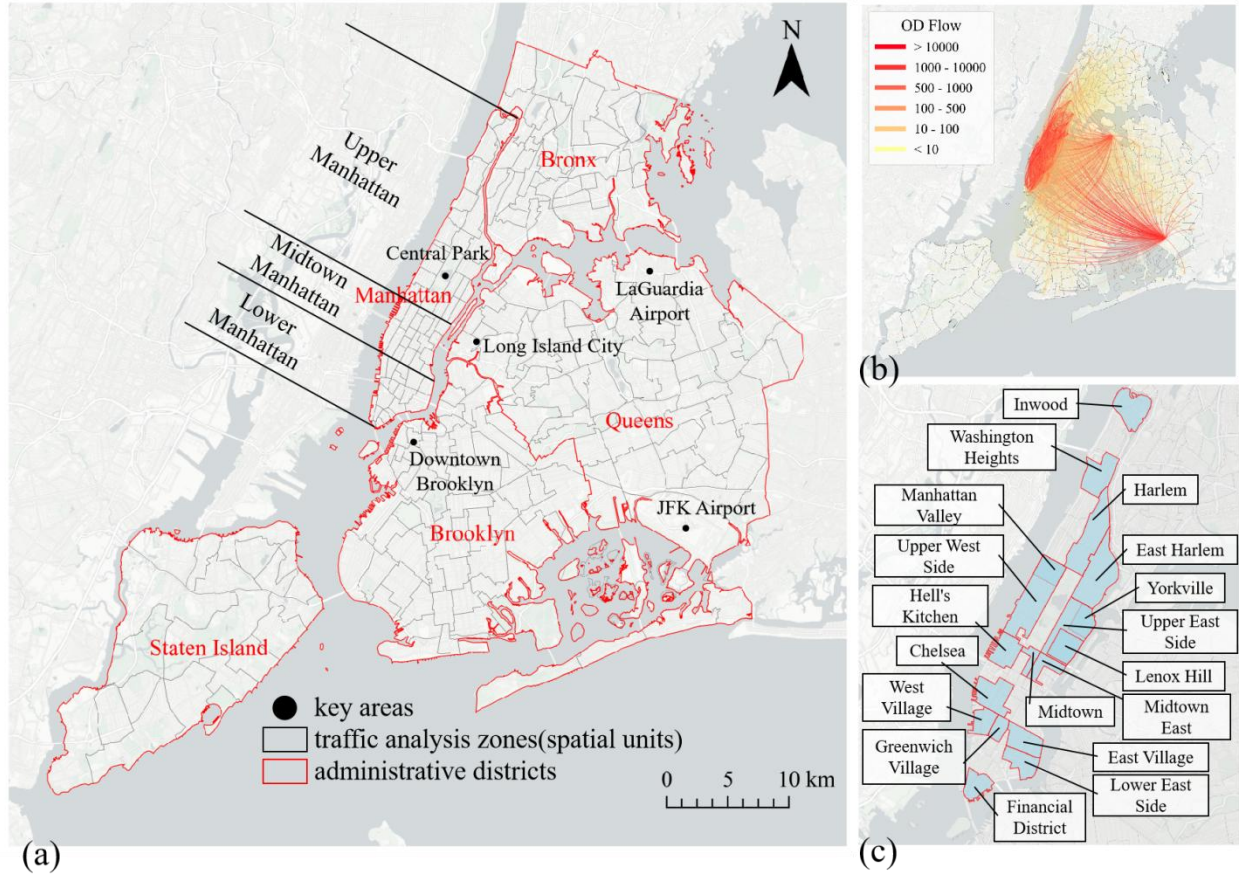 N
Upper
Manhattan
Midtown
Manhattan
Lower
Manhattan
Bronx
Central Park
Manhattan
LaGuardia
Airport
Long Island City
Queens
Downtown
Brooklyn
JFK Airport
Brooklyn
Staten Island
key areas
traffic analysis zones(spatial units)
administrative districts
0 5 10 km
(a)
OD Flow
> 10000
1000 - 10000
500 - 1000
100 - 500
10 - 100
< 10
(b)
Inwood
Washington
Heights
Manhattan
Valley
Harlem
Upper West
Side
East Harlem
Hell's
Kitchen
Yorkville
Upper East
Side
Chelsea
Lenox Hill
West
Village
Midtown
Midtown
East
Greenwich
Village
East Village
Lower East
Side
Financial
District
(c)